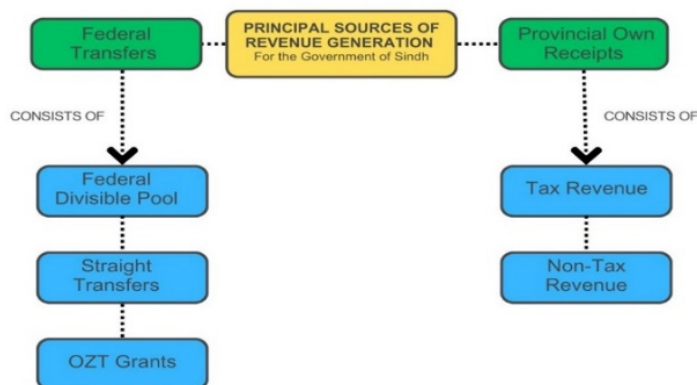 Federal
Transfers
PRINCIPAL SOURCES OF
REVENUE GENERATION
For the Government of Sindh
Provincial Own
Receipts
CONSISTS OF
CONSISTS OF
Federal
Divisible Pool
Tax Revenue
Straight
Transfers
Non-Tax
Revenue
OZT Grants